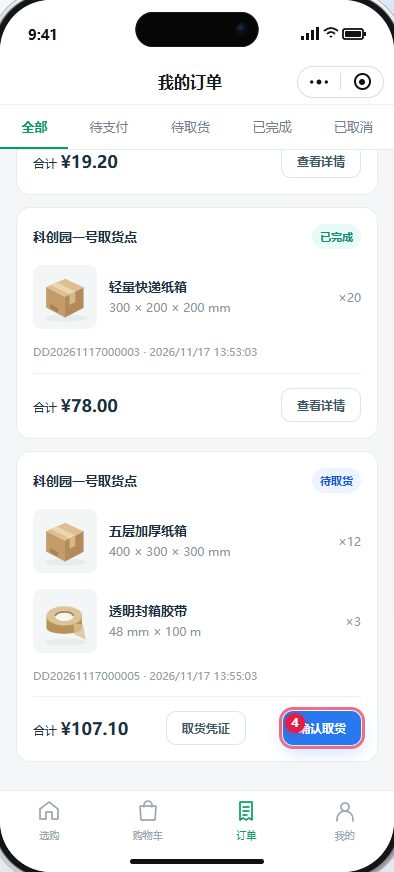 9:41
我的订单
全部 待支付 待取货 已完成 已取消
合计 ¥19.20 查看详情
科创园一号取货点 已完成
轻量快递纸箱
300 × 200 × 200 mm ×20
DD20261117000003 · 2026/11/17 13:53:03
合计 ¥78.00 查看详情
科创园一号取货点 待取货
五层加厚纸箱
400 × 300 × 300 mm ×12
透明封箱胶带
48 mm × 100 m ×3
DD20261117000005 · 2026/11/17 13:55:03
合计 ¥107.10 取货凭证 4 确认取货
选购 购物车 订单 我的